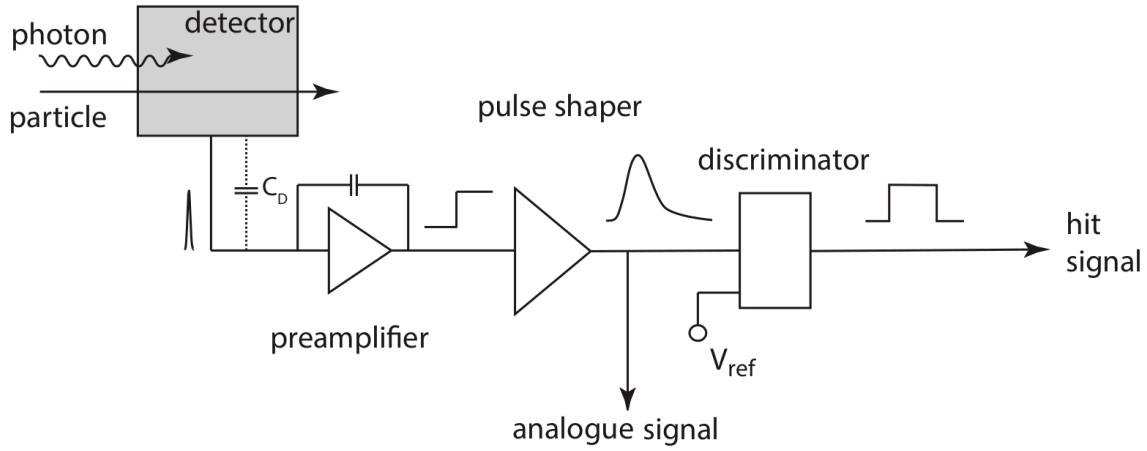 detector
photon
particle
pulse shaper
discriminator
C_D
hit
signal
preamplifier
V_ref
analogue signal